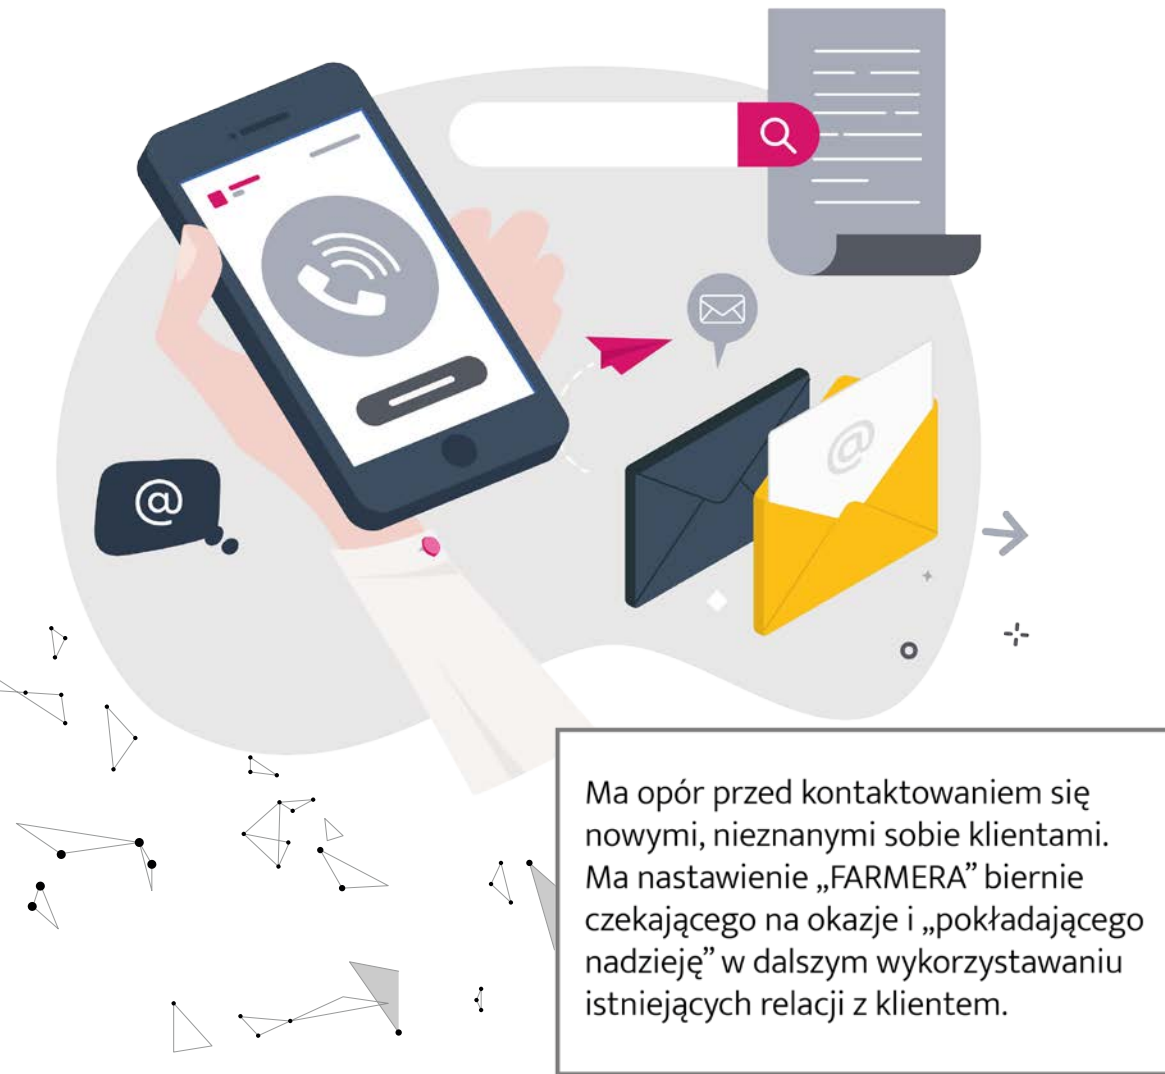 @
@
Ma opór przed kontaktowaniem się
nowymi, nieznanymi sobie klientami.
Ma nastawienie „FARMERA” biernie
czekającego na okazje i „pokładającego
nadzieję” w dalszym wykorzystawaniu
istniejących relacji z klientem.